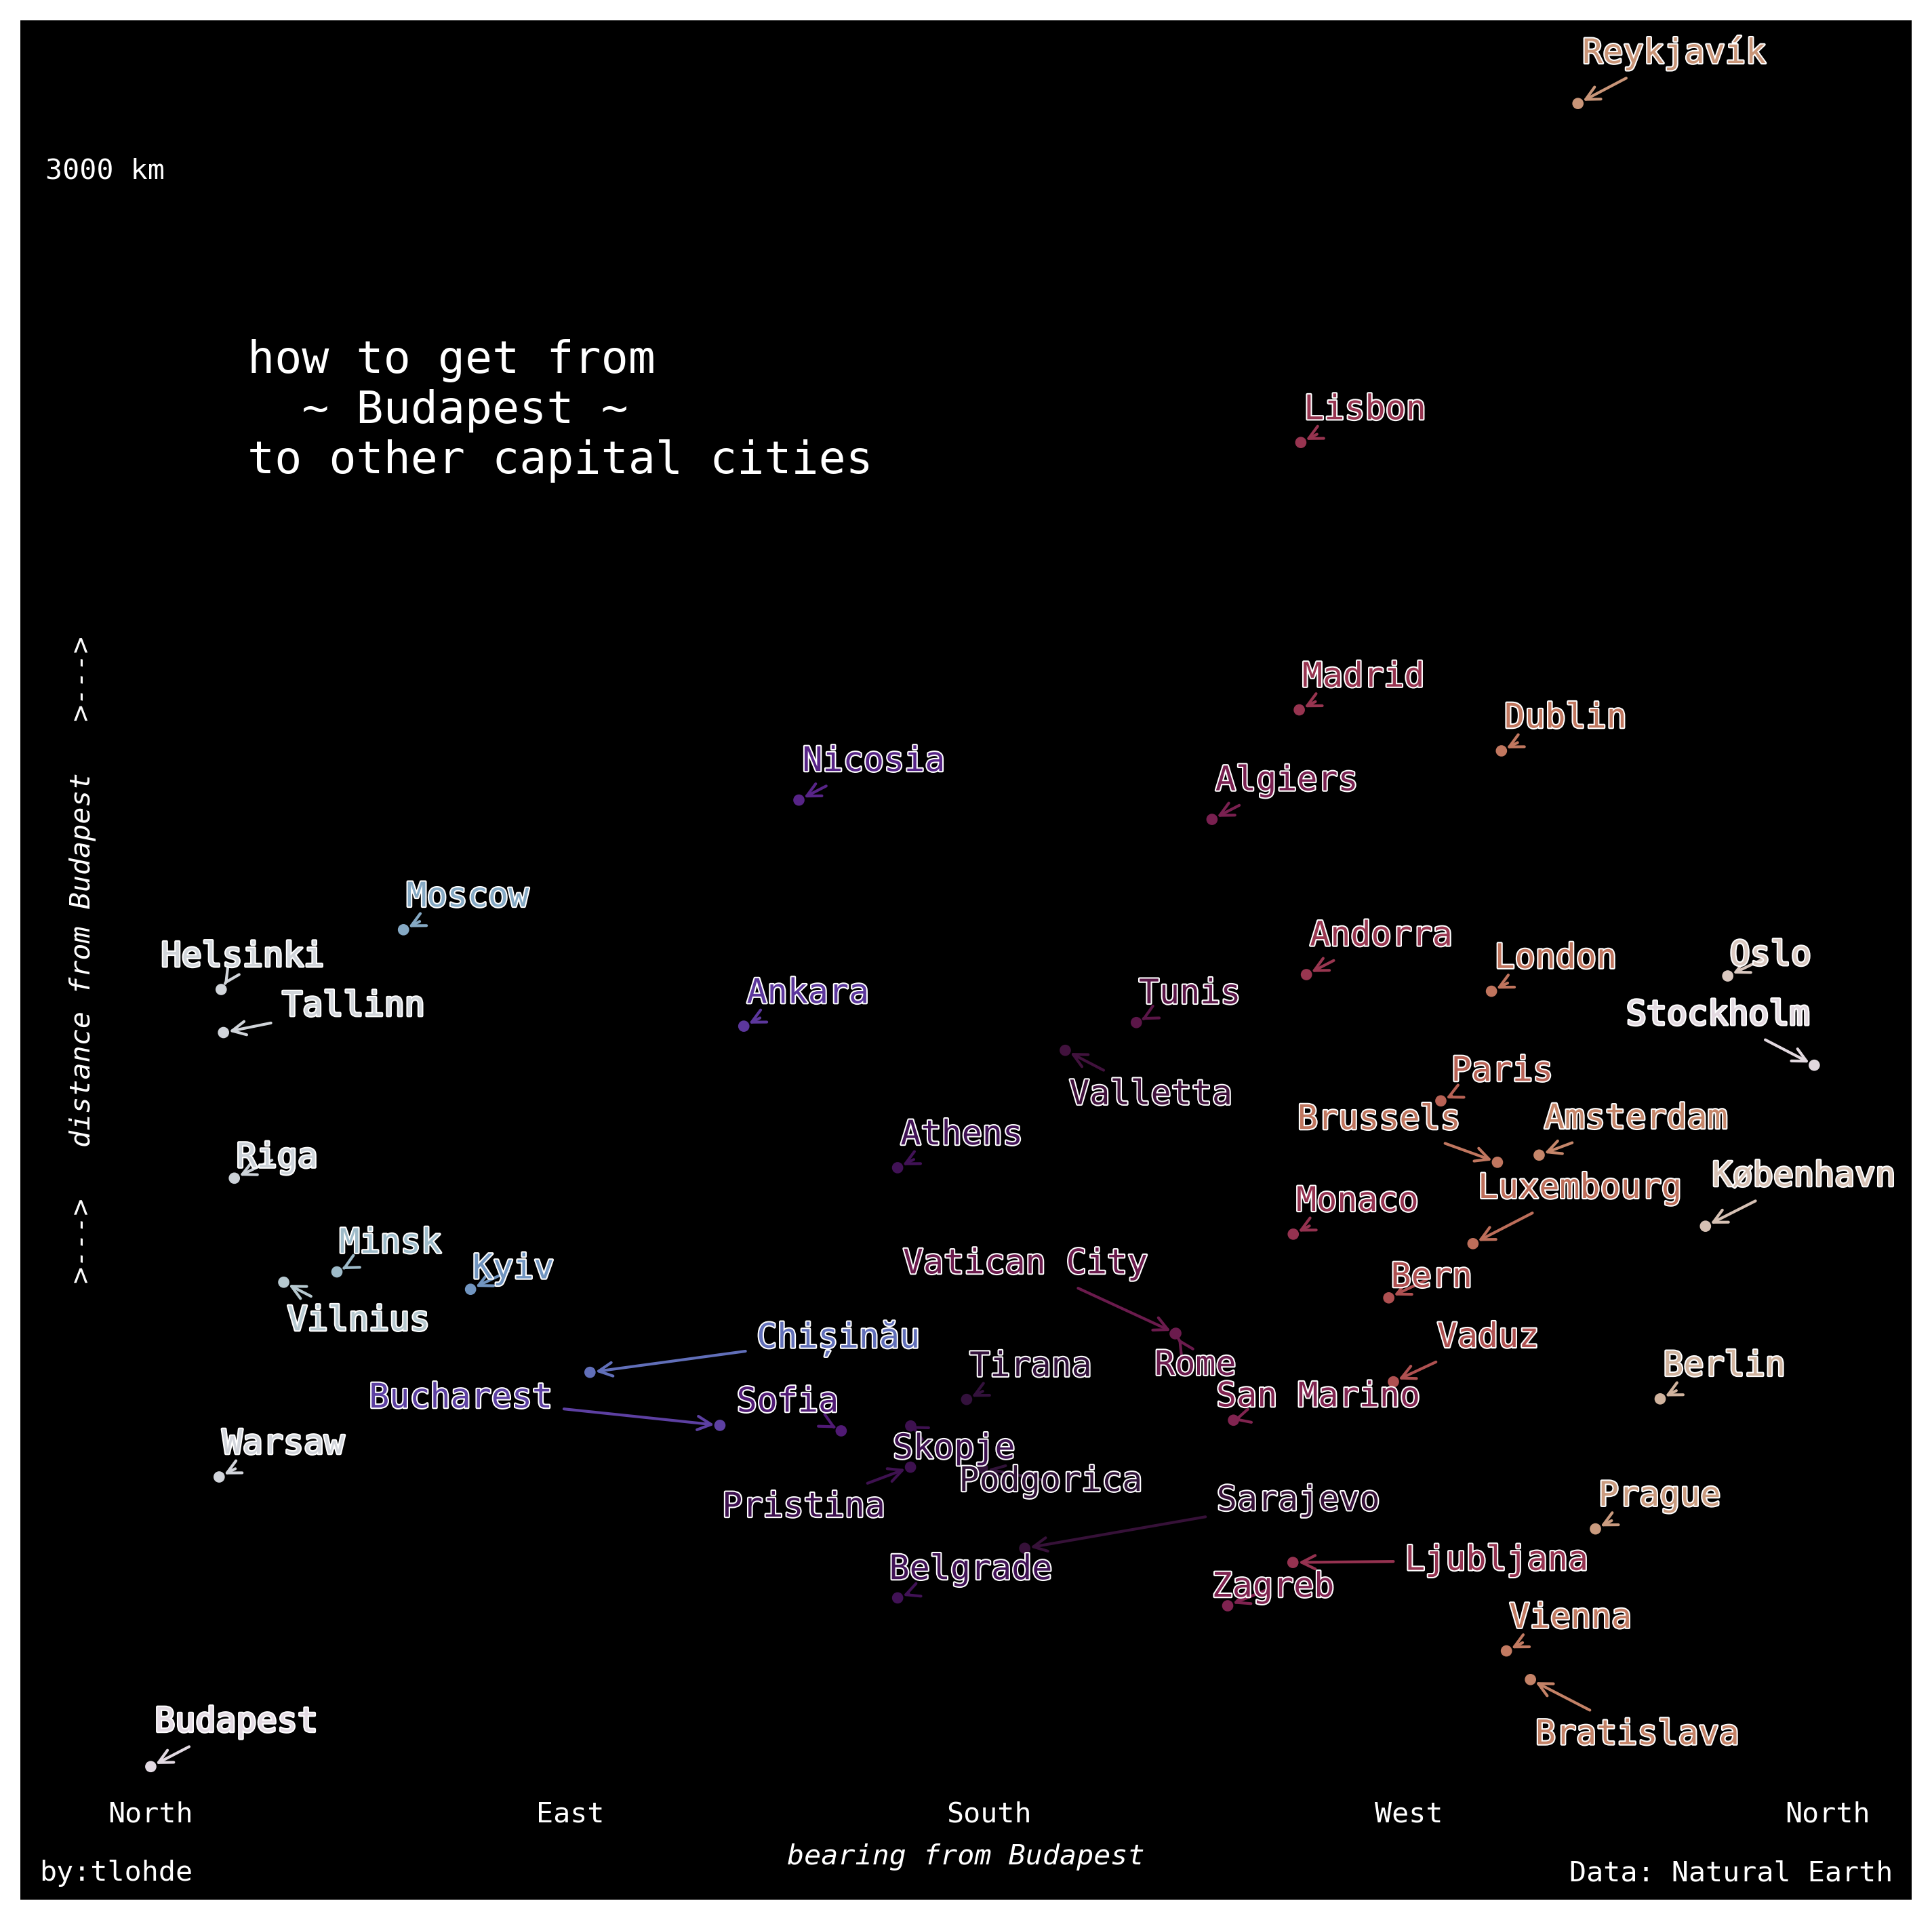 Reykjavík
3000 km
how to get from
~ Budapest ~
to other capital cities
Lisbon
Madrid
Dublin
Nicosia
Algiers
Moscow
Andorra
Helsinki
London
Oslo
Ankara
Tunis
Tallinn
Stockholm
Paris
Valletta
Brussels
Amsterdam
Athens
Riga
København
Luxembourg
Monaco
Minsk
Vatican City
Kyiv
Bern
Vilnius
Chișinău
Vaduz
Tirana
Rome
Berlin
Bucharest
Sofia
San Marino
Warsaw
Skopje
Podgorica
Prague
Pristina
Sarajevo
Ljubljana
Belgrade
Zagreb
Vienna
Budapest
Bratislava
>----> distance from Budapest >---->
North East South West North
bearing from Budapest
by:tlohde
Data: Natural Earth